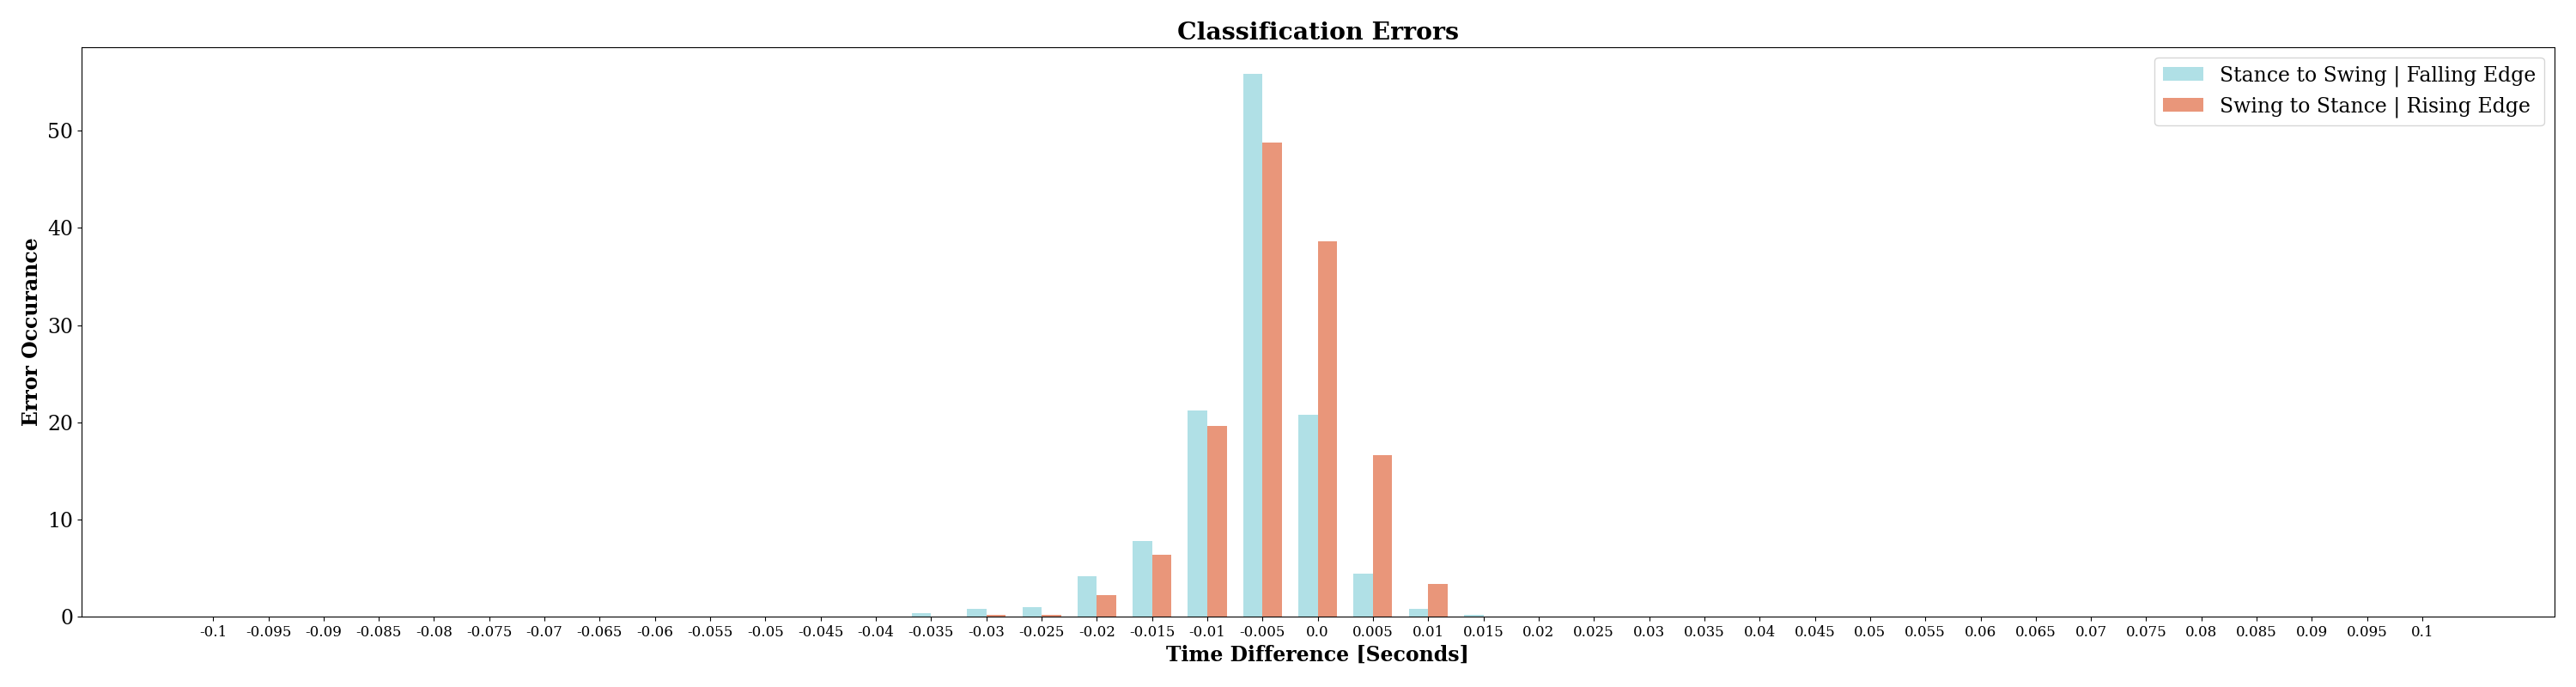 Classification Errors
Stance to Swing | Falling Edge
Swing to Stance | Rising Edge
Error Occurance
50
40
30
20
10
0
-0.1 -0.095 -0.09 -0.085 -0.08 -0.075 -0.07 -0.065 -0.06 -0.055 -0.05 -0.045 -0.04 -0.035 -0.03 -0.025 -0.02 -0.015 -0.01 -0.005 0.0 0.005 0.01 0.015 0.02 0.025 0.03 0.035 0.04 0.045 0.05 0.055 0.06 0.065 0.07 0.075 0.08 0.085 0.09 0.095 0.1
Time Difference [Seconds]